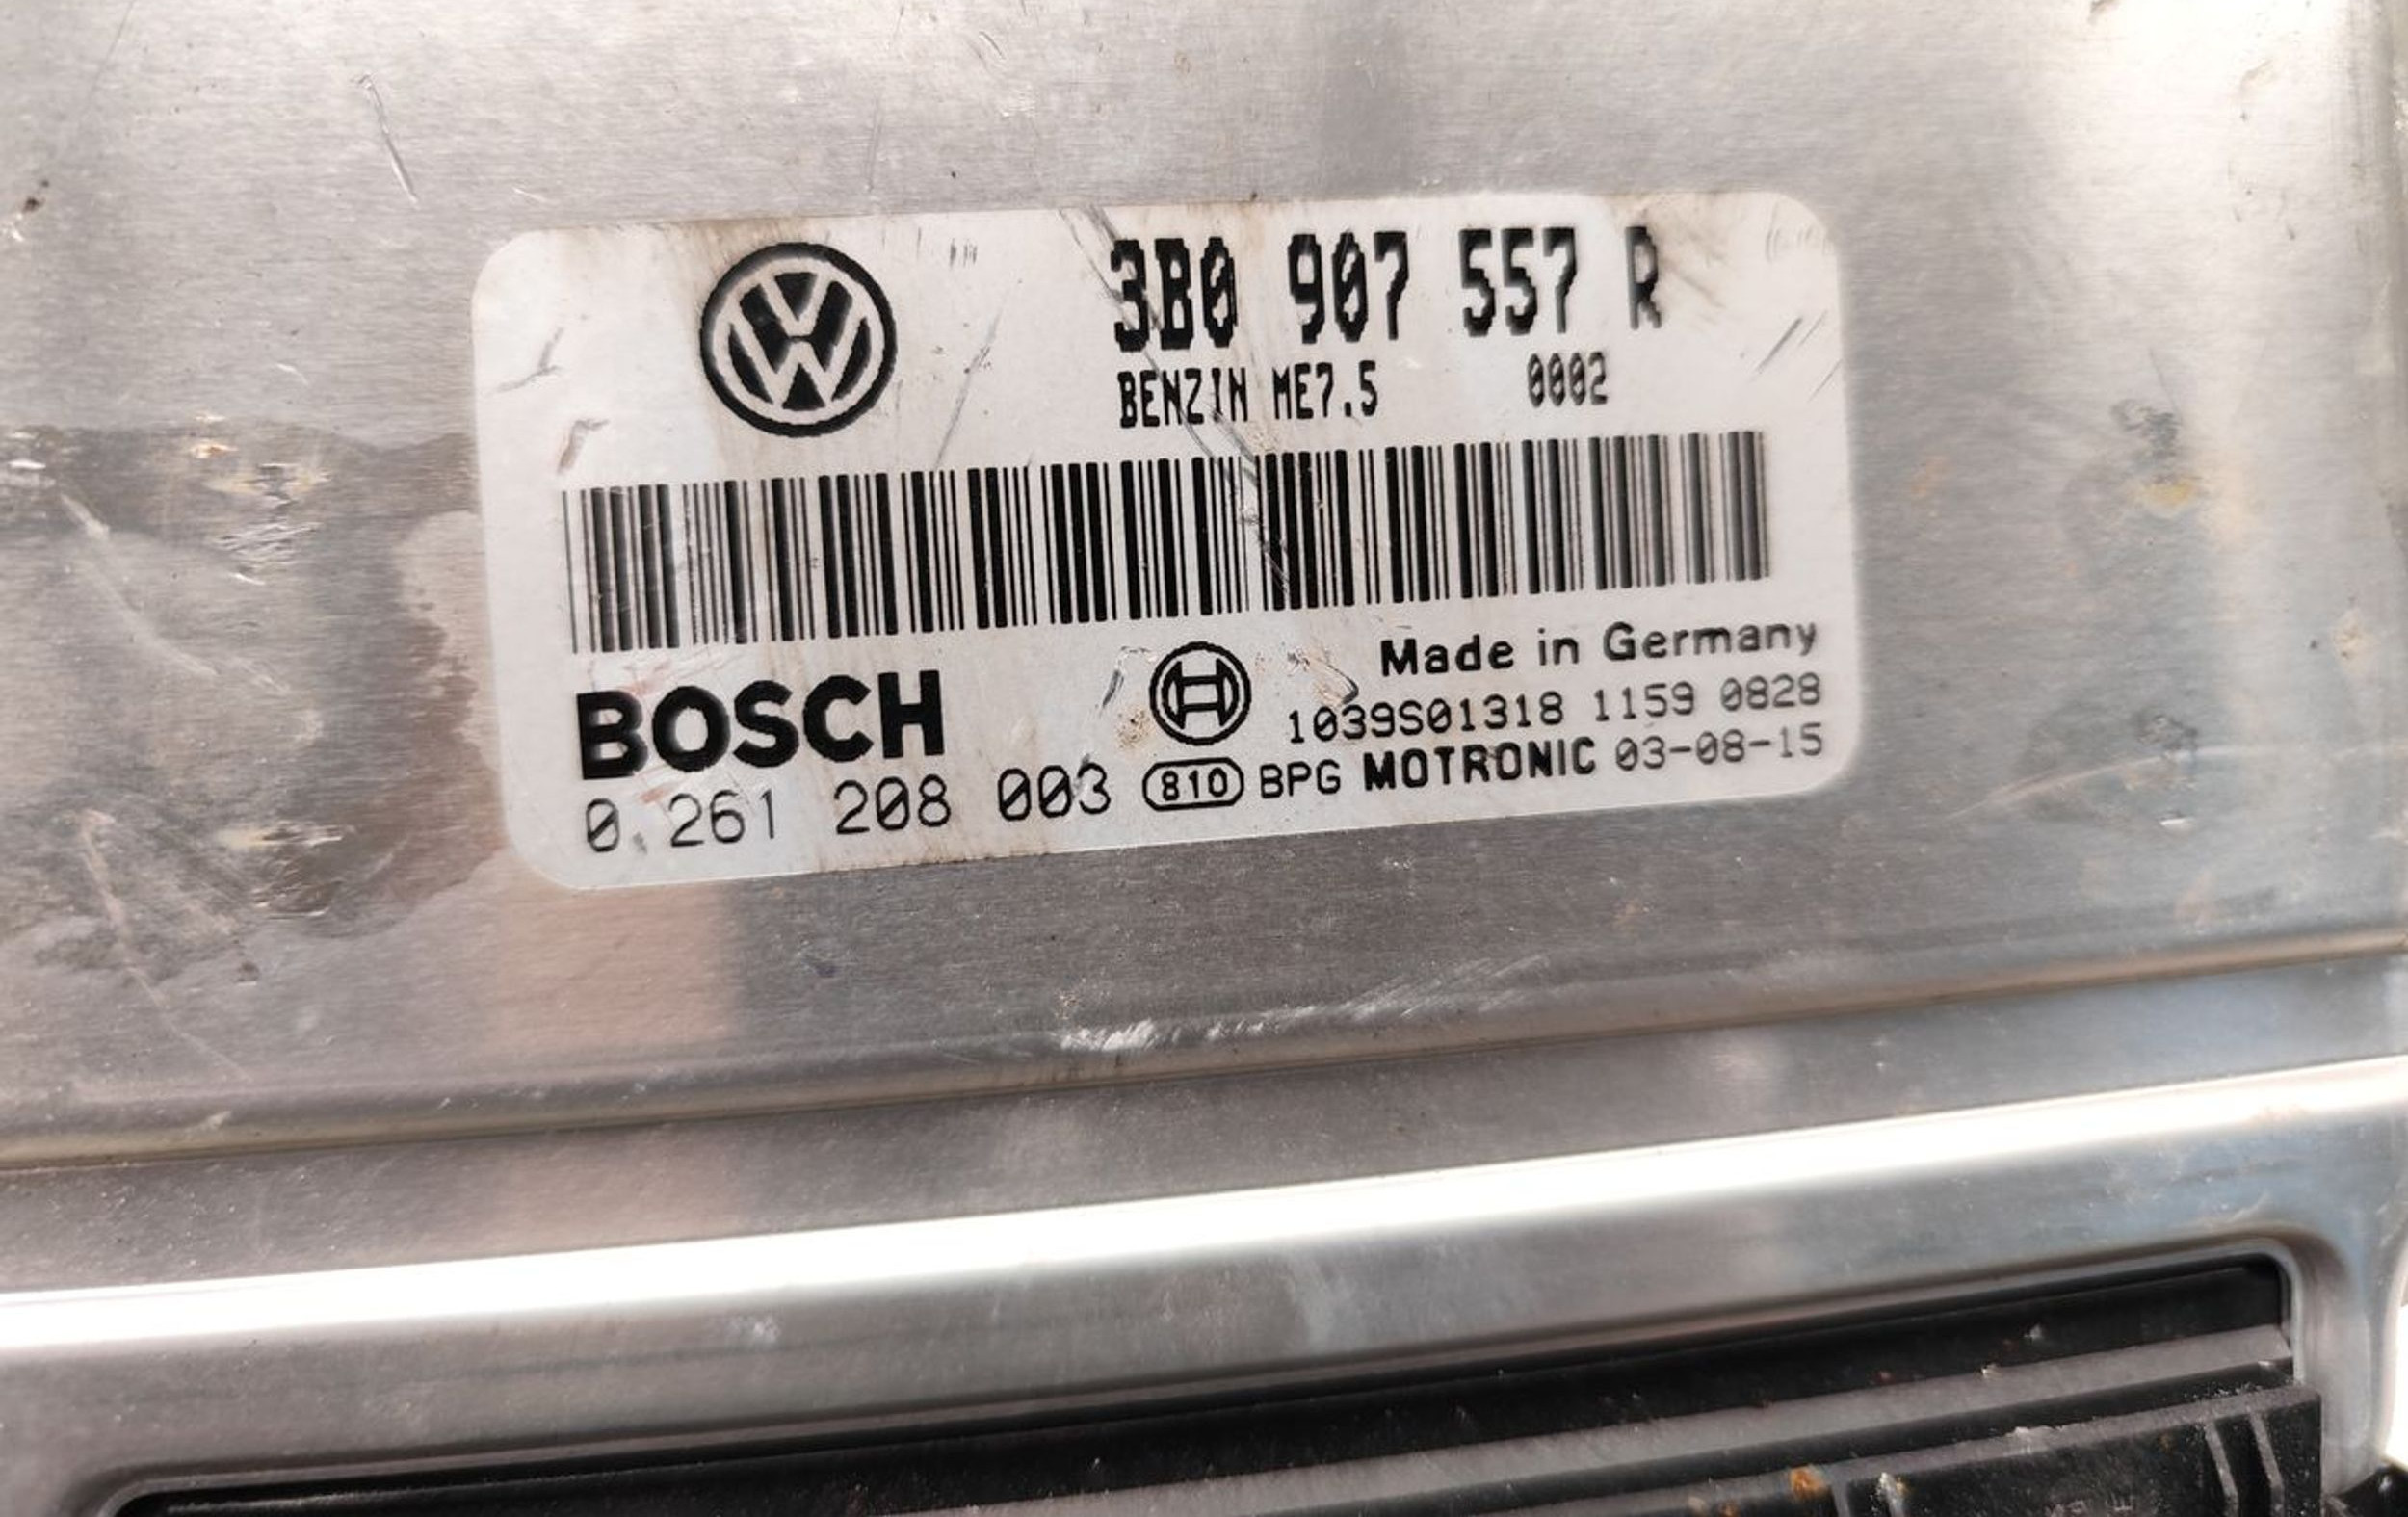 3B0 907 557 R
BENZIN ME7.5 0002
Made in Germany
BOSCH
1039S01318 1159 0828
0 261 208 003 810 BPG MOTRONIC 03-08-15